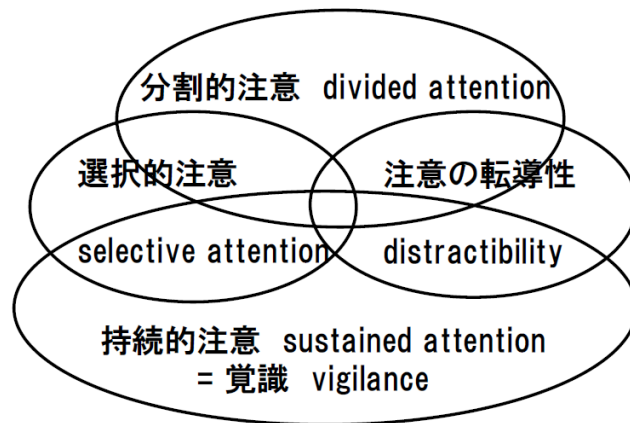 分割的注意 divided attention
選択的注意 注意の転導性
selective attention distractibility
持続的注意 sustained attention
= 覚識 vigilance